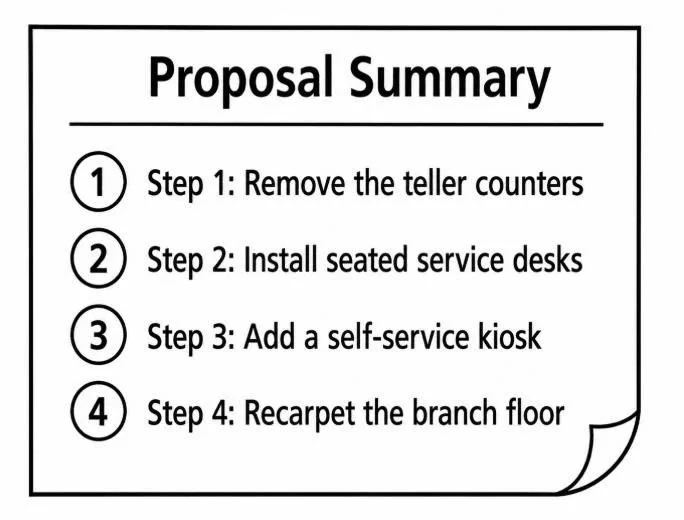 Proposal Summary
1 Step 1: Remove the teller counters
2 Step 2: Install seated service desks
3 Step 3: Add a self-service kiosk
4 Step 4: Recarpet the branch floor